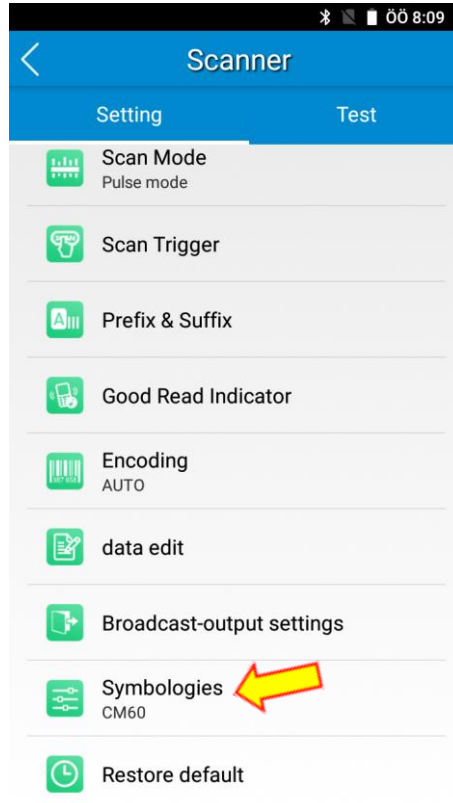 ÖÖ 8:09
Scanner
Setting Test
Scan Mode
Pulse mode
Scan Trigger
Prefix & Suffix
Good Read Indicator
Encoding
AUTO
data edit
Broadcast-output settings
Symbologies
CM60
Restore default